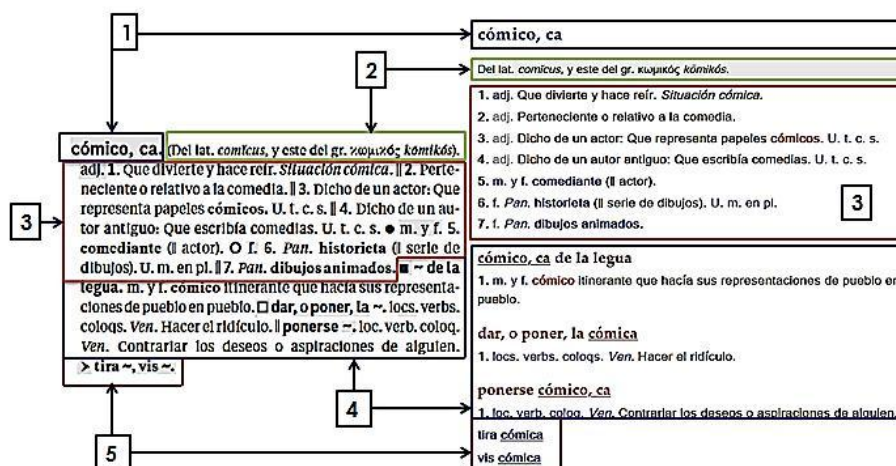 1
cómico, ca
2
Del lat. comĭcus, y este del gr. κωμικός kōmikós.
cómico, ca. (Del lat. comĭcus, y este del gr. κωμικός kōmikós).
adj. 1. Que divierte y hace reír. Situación cómica. || 2. Perte-
neciente o relativo a la comedia. || 3. Dicho de un actor: Que
representa papeles cómicos. U. t. c. s. || 4. Dicho de un au-
tor antiguo: Que escribía comedias. U. t. c. s. ● m. y f. 5.
comediante (|| actor). O f. 6. Pan. historieta (|| serie de
dibujos). U. m. en pl. || 7. Pan. dibujos animados. ■ ~ de la
legua. m. y f. cómico itinerante que hacía sus representa-
ciones de pueblo en pueblo. □ dar, o poner, la ~. locs. verbs.
coloqs. Ven. Hacer el ridículo. || ponerse ~. loc. verb. coloq.
Ven. Contrariar los deseos o aspiraciones de alguien.
> tira ~, vis ~.
3
1. adj. Que divierte y hace reír. Situación cómica.
2. adj. Perteneciente o relativo a la comedia.
3. adj. Dicho de un actor: Que representa papeles cómicos. U. t. c. s.
4. adj. Dicho de un autor antiguo: Que escribía comedias. U. t. c. s.
5. m. y f. comediante (|| actor).
6. f. Pan. historieta (|| serie de dibujos). U. m. en pl.
7. f. Pan. dibujos animados.
3
cómico, ca de la legua
1. m. y f. cómico itinerante que hacía sus representaciones de pueblo en
pueblo.
dar, o poner, la cómica
1. locs. verbs. coloqs. Ven. Hacer el ridículo.
ponerse cómico, ca
1. loc. verb. coloq. Ven. Contrariar los deseos o aspiraciones de alguien.
4
5
tira cómica
vis cómica